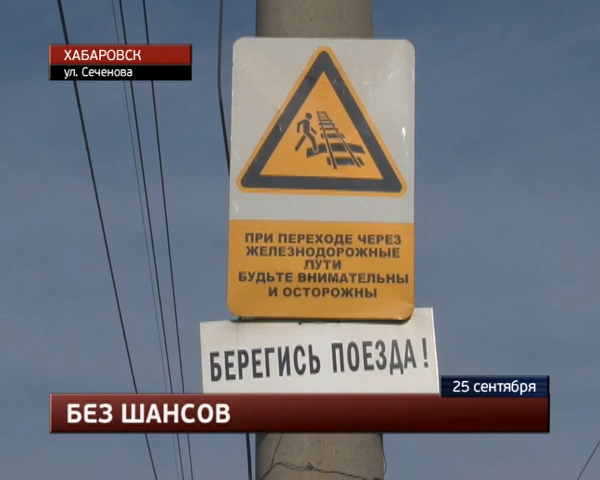 ХАБАРОВСК
ул. Сеченова
ПРИ ПЕРЕХОДЕ ЧЕРЕЗ
ЖЕЛЕЗНОДОРОЖНЫЕ
ПУТИ
БУДЬТЕ ВНИМАТЕЛЬНЫ
И ОСТОРОЖНЫ
БЕРЕГИСЬ ПОЕЗДА!
25 сентября
БЕЗ ШАНСОВ